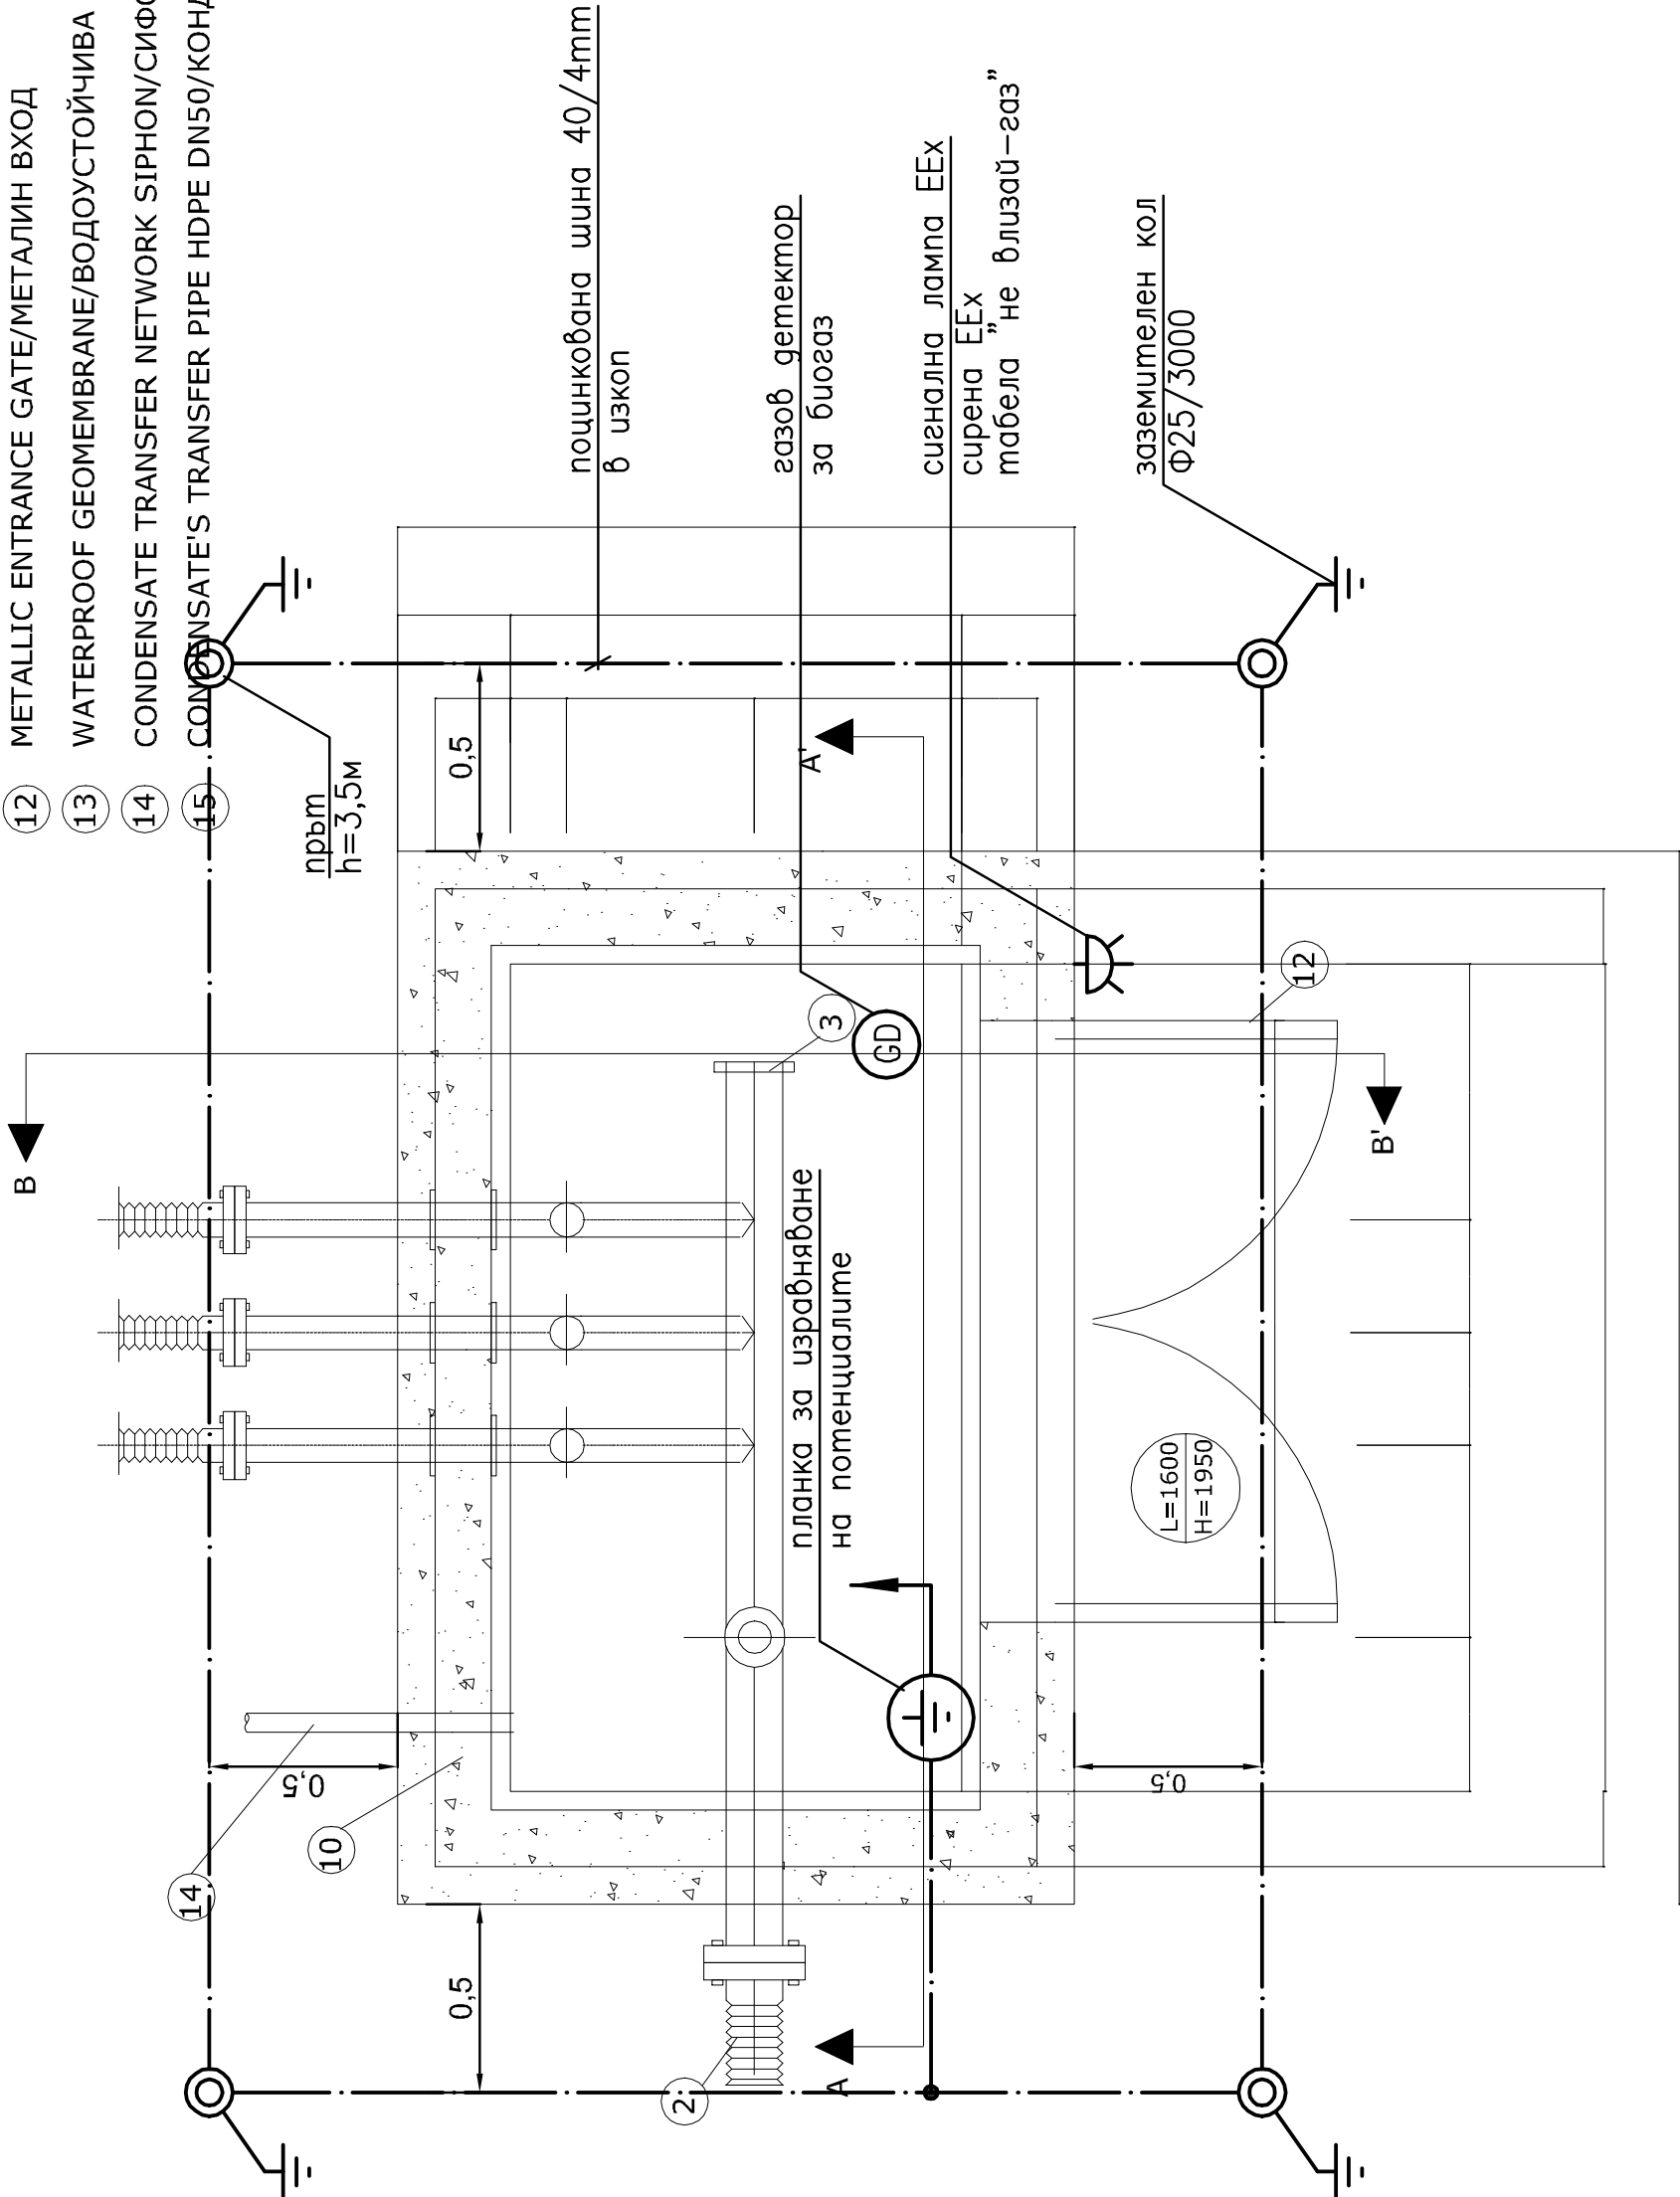 12 METALLIC ENTRANCE GATE/МЕТАЛИН ВХОД
13 WATERPROOF GEOMEMBRANE/ВОДОУСТОЙЧИВА
14 CONDENSATE TRANSFER NETWORK SIPHON/СИФО
15 CONDENSATE'S TRANSFER PIPE HDPE DN50/КОНД
прът
h=3,5м
поцинкована шина 40/4mm
в изкоп
газов детектор
за биогаз
сигнална лампа EEx
сирена EEx
табела "не влизай-газ"
заземителен кол
Ф25/3000
0,5
A'
B
3
GD
12
B'
планка за изравняване
на потенциалите
L=1600
H=1950
0,5
0,5
14
10
0,5
2
A